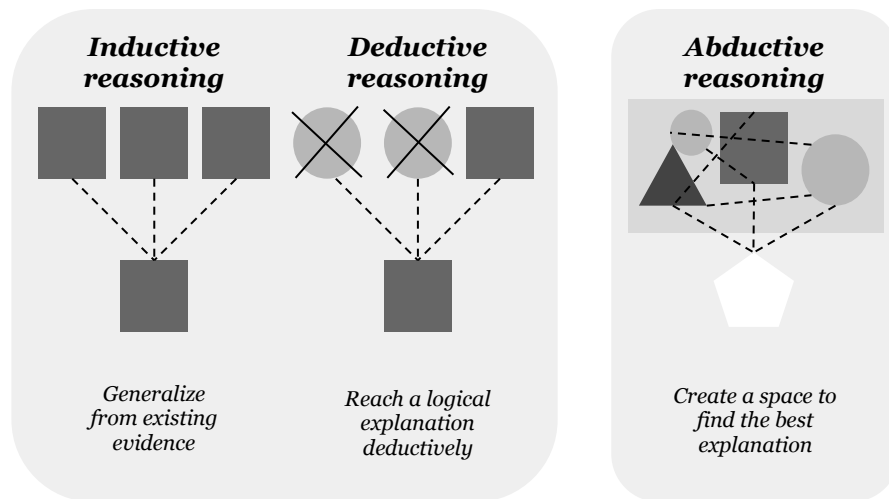 Inductive
reasoning
Deductive
reasoning
Abductive
reasoning
Generalize
from existing
evidence
Reach a logical
explanation
deductively
Create a space to
find the best
explanation